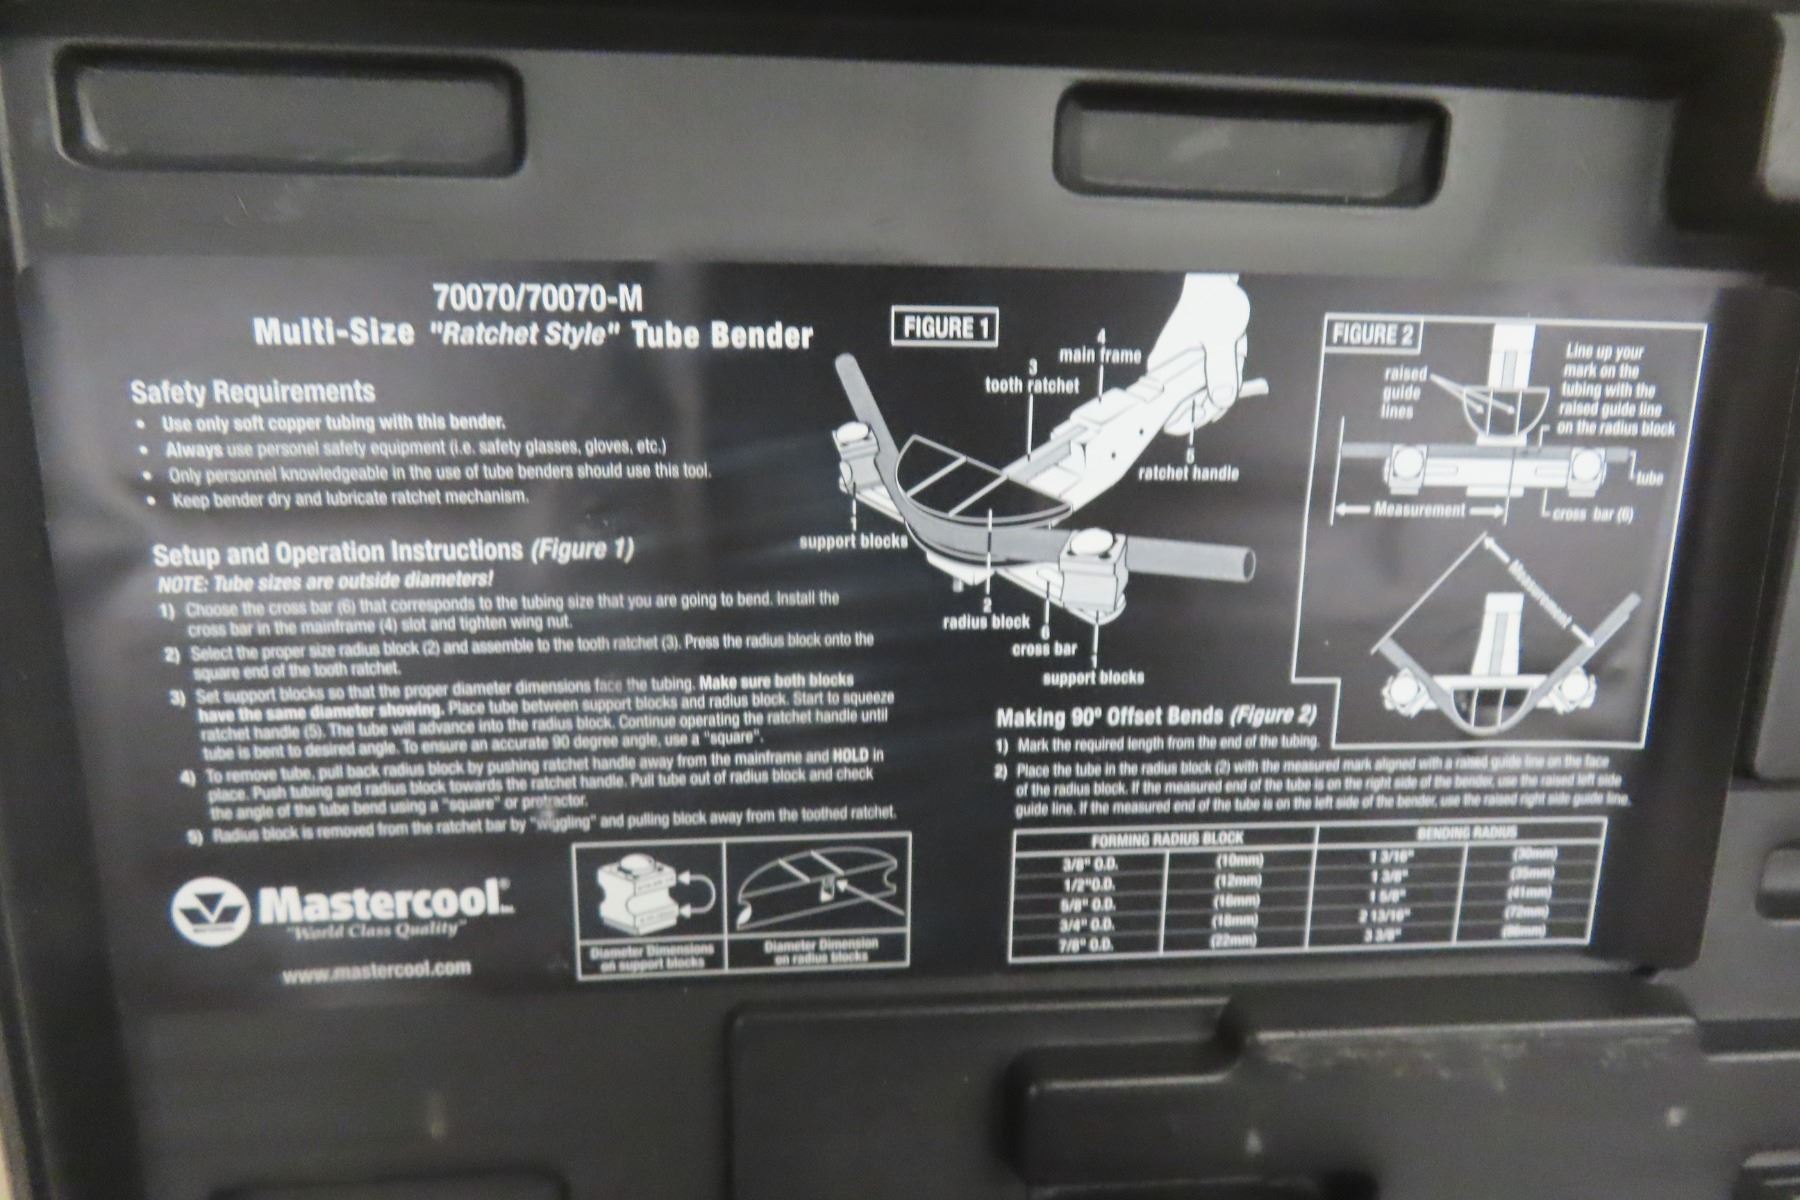 70070/70070-M
Multi-Size "Ratchet Style" Tube Bender
Safety Requirements
• Use only soft copper tubing with this bender.
• Always use personel safety equipment (i.e. safety glasses, gloves, etc.)
• Only personnel knowledgeable in the use of tube benders should use this tool.
• Keep bender dry and lubricate ratchet mechanism.
Setup and Operation Instructions (Figure 1)
NOTE: Tube sizes are outside diameters!
1) Choose the cross bar (6) that corresponds to the tubing size that you are going to bend. Install the
cross bar in the mainframe (4) slot and tighten wing nut.
2) Select the proper size radius block (2) and assemble to the tooth ratchet (3). Press the radius block onto the
square end of the tooth ratchet.
3) Set support blocks so that the proper diameter dimensions face the tubing. Make sure both blocks
have the same diameter showing. Place tube between support blocks and radius block. Start to squeeze
ratchet handle (5). The tube will advance into the radius block. Continue operating the ratchet handle until
tube is bent to desired angle. To ensure an accurate 90 degree angle, use a "square".
4) To remove tube, pull back radius block by pushing ratchet handle away from the mainframe and HOLD in
place. Push tubing and radius block towards the ratchet handle. Pull tube out of radius block and check
the angle of the tube bend using a "square" or protractor.
5) Radius block is removed from the ratchet bar by "wiggling" and pulling block away from the toothed ratchet.
Mastercool
"World Class Quality"
www.mastercool.com
Diameter Dimensions
on support blocks
Diameter Dimension
on radius blocks
FIGURE 1
4
main frame
3
tooth ratchet
5
ratchet handle
1
support blocks
2
radius block
6
cross bar
1
support blocks
FIGURE 2
raised
guide
lines
Line up your
mark on the
tubing with the
raised guide line
on the radius block
tube
Measurement
cross bar (6)
Measurement
Making 90º Offset Bends (Figure 2)
1) Mark the required length from the end of the tubing.
2) Place the tube in the radius block (2) with the measured mark aligned with a raised guide line on the face
of the radius block. If the measured end of the tube is on the right side of the bender, use the raised left side
guide line. If the measured end of the tube is on the left side of the bender, use the raised right side guide line.
FORMING RADIUS BLOCK BENDING RADIUS
3/8" O.D. (10mm) 1 3/16" (30mm)
1/2"O.D. (12mm) 1 3/8" (35mm)
5/8" O.D. (16mm) 1 5/8" (41mm)
3/4" O.D. (18mm) 2 13/16" (72mm)
7/8" O.D. (22mm) 3 3/8" (86mm)